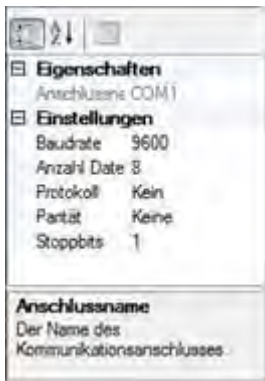 Eigenschaften
Anschlussna COM1
Einstellungen
Baudrate 9600
Anzahl Date 8
Protokoll Kein
Parität Keine
Stoppbits 1
Anschlussname
Der Name des
Kommunikationsanschlusses